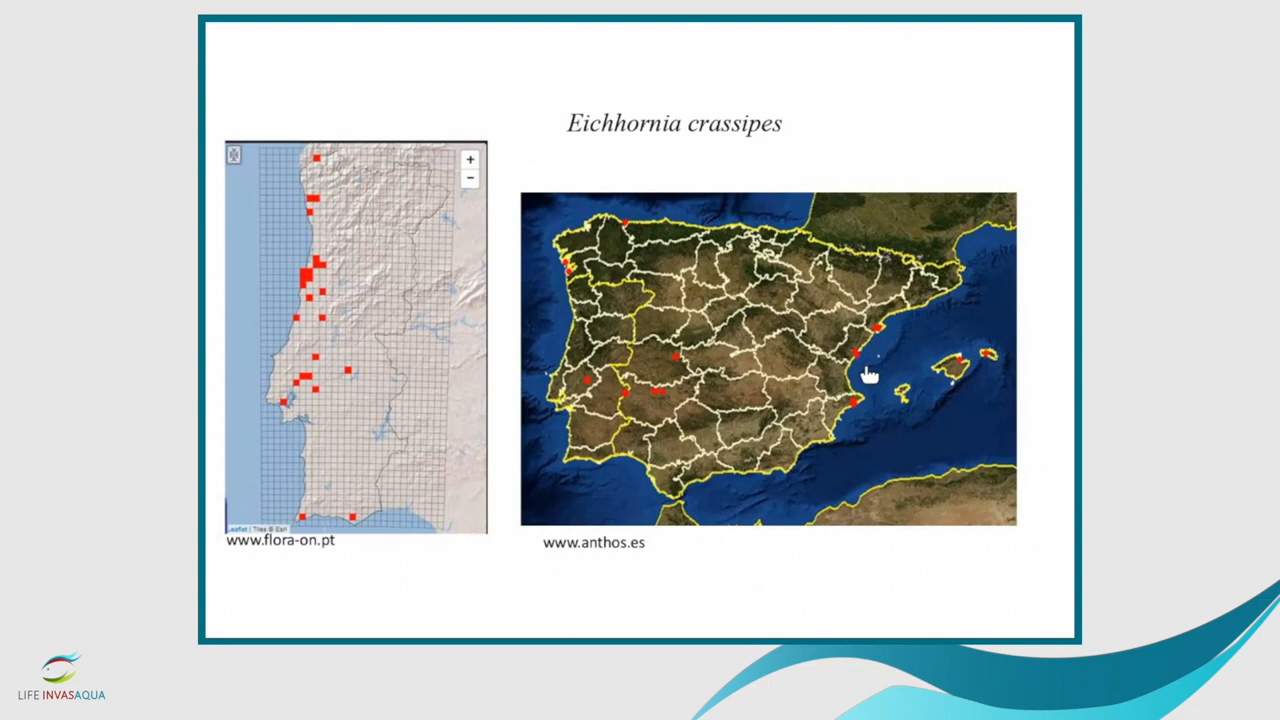 Eichhornia crassipes
+
−
Leaflet | Tiles © Esri
www.flora-on.pt
www.anthos.es
LIFE INVASAQUA